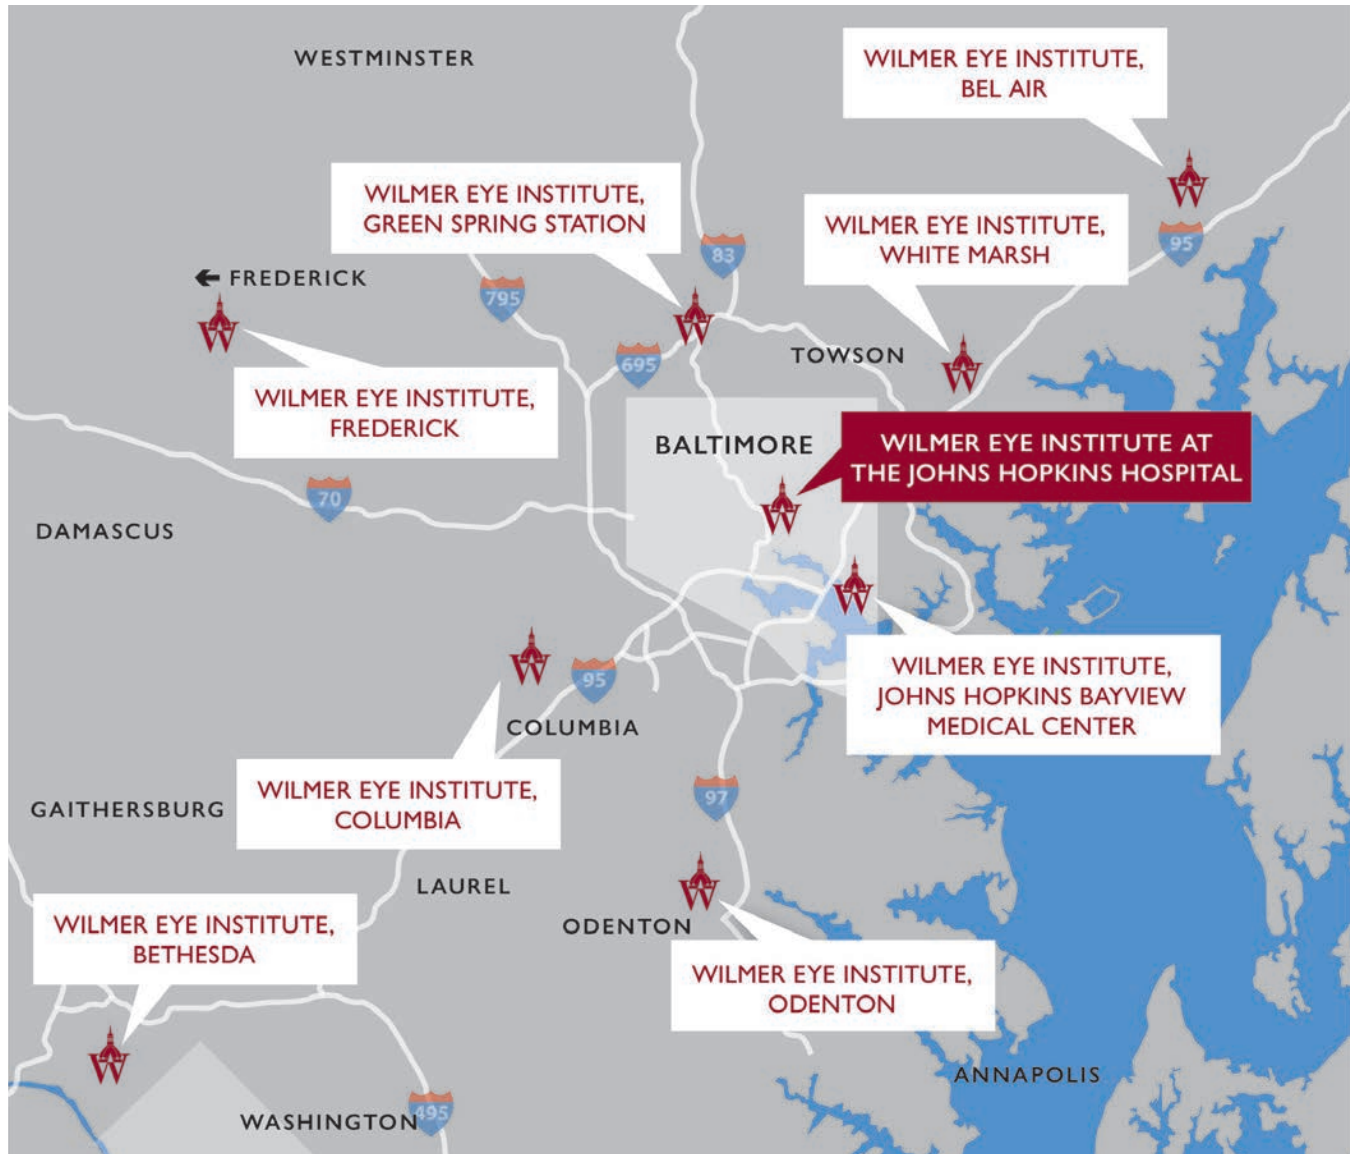 WESTMINSTER
WILMER EYE INSTITUTE,
BEL AIR
WILMER EYE INSTITUTE,
GREEN SPRING STATION
WILMER EYE INSTITUTE,
WHITE MARSH
W
95
83
← FREDERICK
795
W
W
TOWSON
695
W
WILMER EYE INSTITUTE,
FREDERICK
BALTIMORE
WILMER EYE INSTITUTE AT
THE JOHNS HOPKINS HOSPITAL
70
W
DAMASCUS
W
W
95
WILMER EYE INSTITUTE,
JOHNS HOPKINS BAYVIEW
MEDICAL CENTER
COLUMBIA
WILMER EYE INSTITUTE,
COLUMBIA
97
GAITHERSBURG
LAUREL
W
ODENTON
WILMER EYE INSTITUTE,
BETHESDA
WILMER EYE INSTITUTE,
ODENTON
W
ANNAPOLIS
WASHINGTON
495